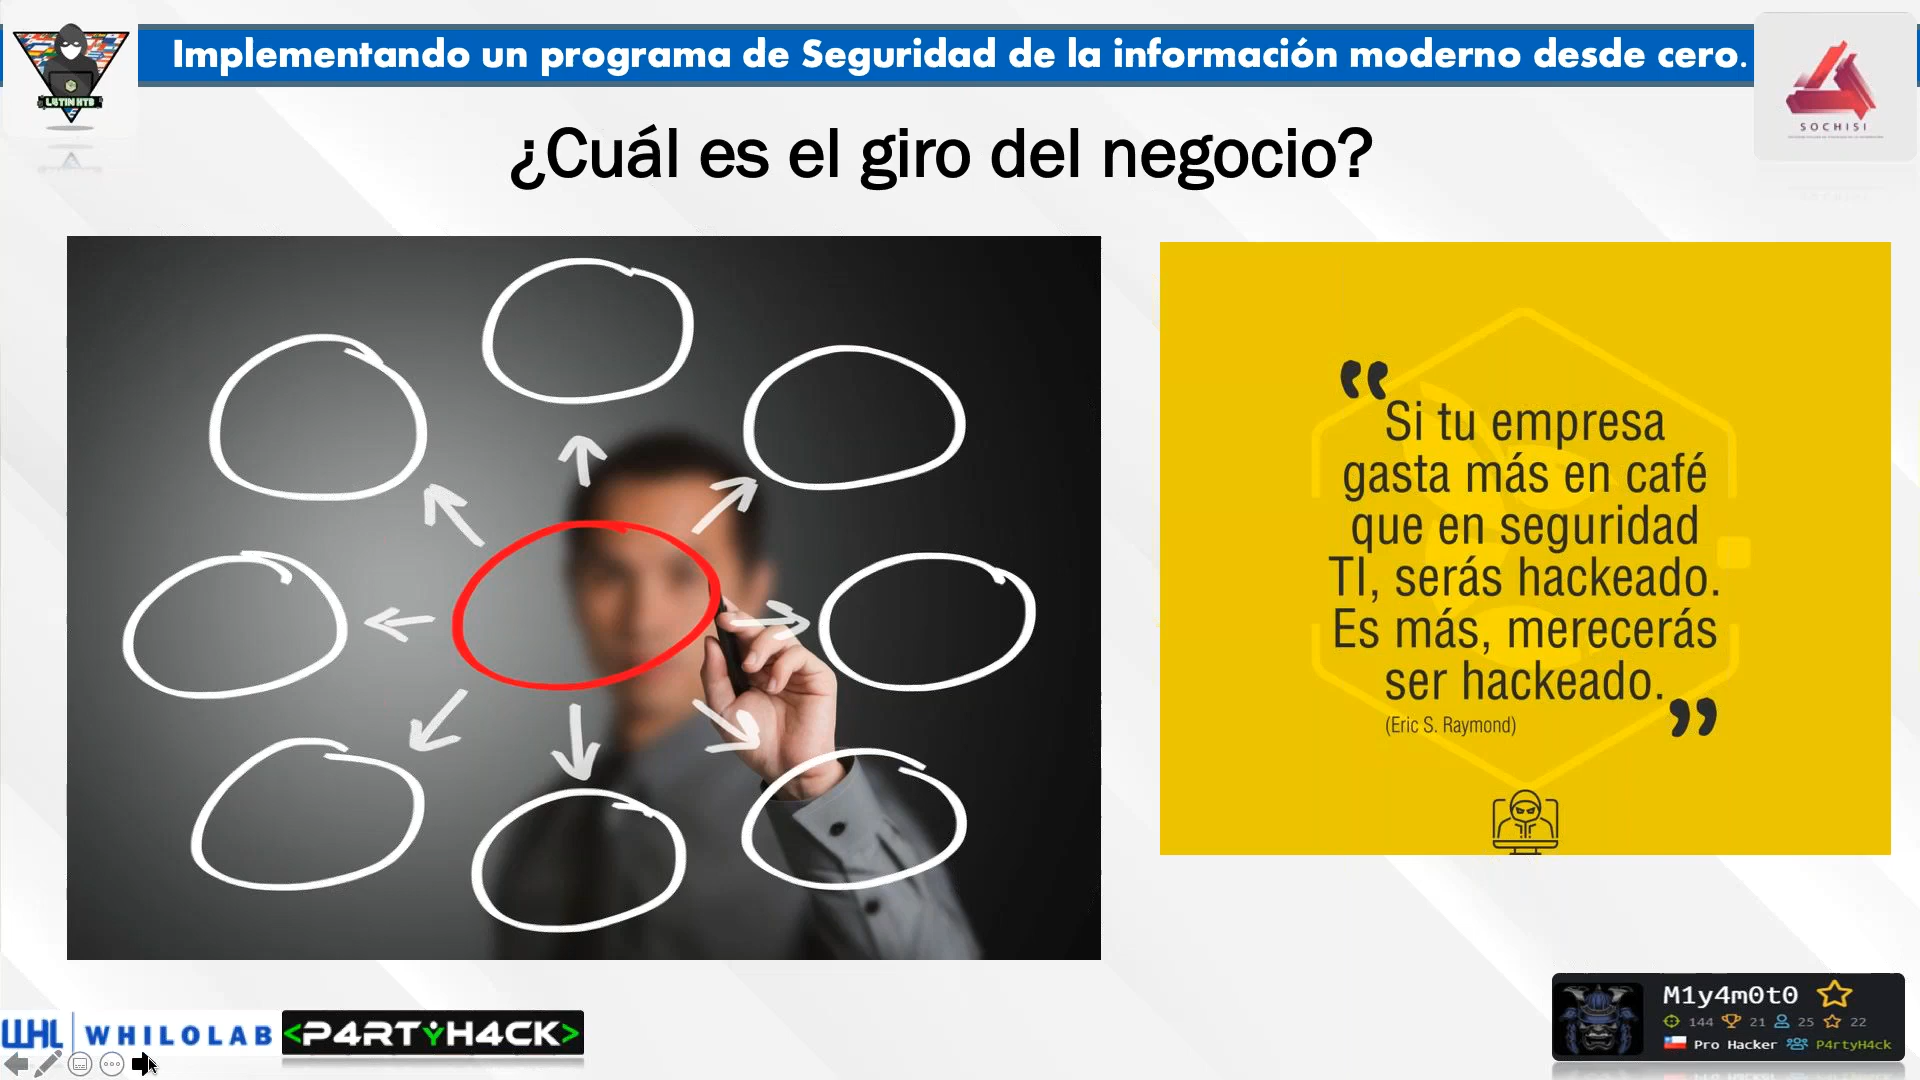 Implementando un programa de Seguridad de la información moderno desde cero.
L4TIN HTB
SOCHISI
¿Cuál es el giro del negocio?
“Si tu empresa
gasta más en café
que en seguridad
TI, serás hackeado.
Es más, merecerás
ser hackeado.”
(Eric S. Raymond)
WHL WHILOLAB
<P4RTYH4CK>
M1y4m0t0
144 21 25 22
Pro Hacker P4rtyH4ck